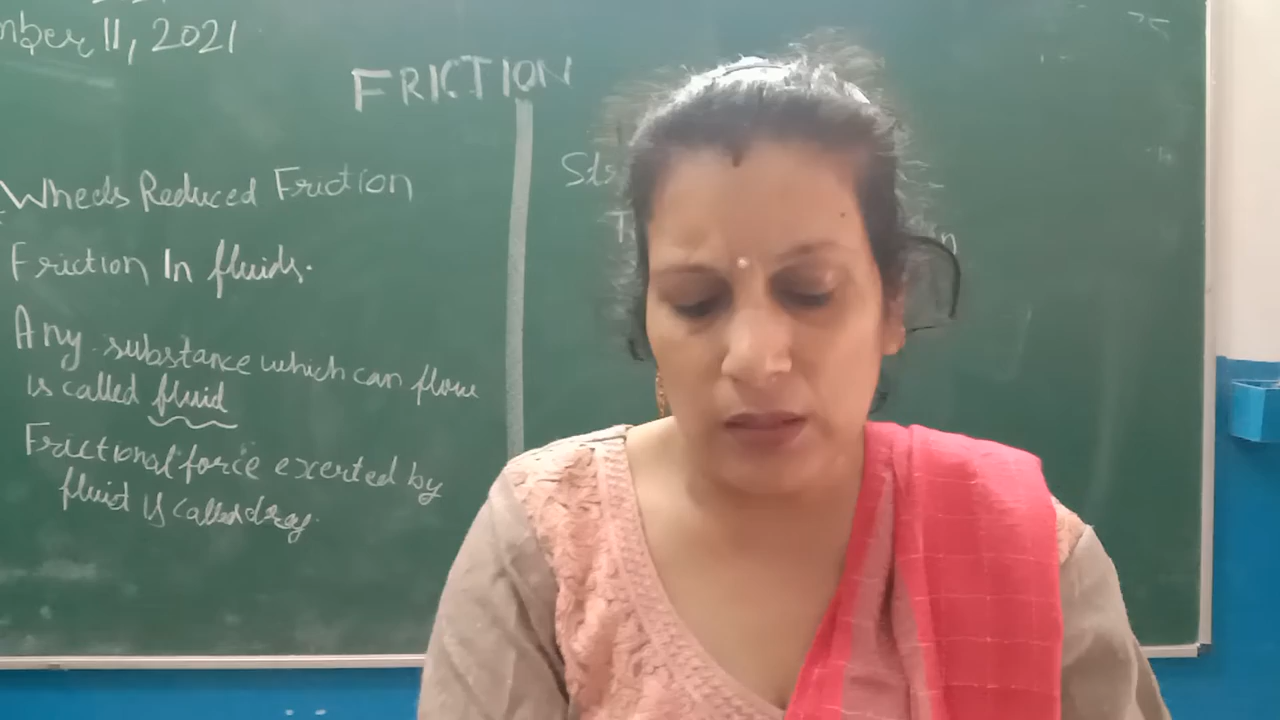 11, 2021
FRICTION
Wheels Reduced Friction
Friction In fluids.
Any substance which can flow
is called fluid
Frictional force exerted by
fluid is called drag.